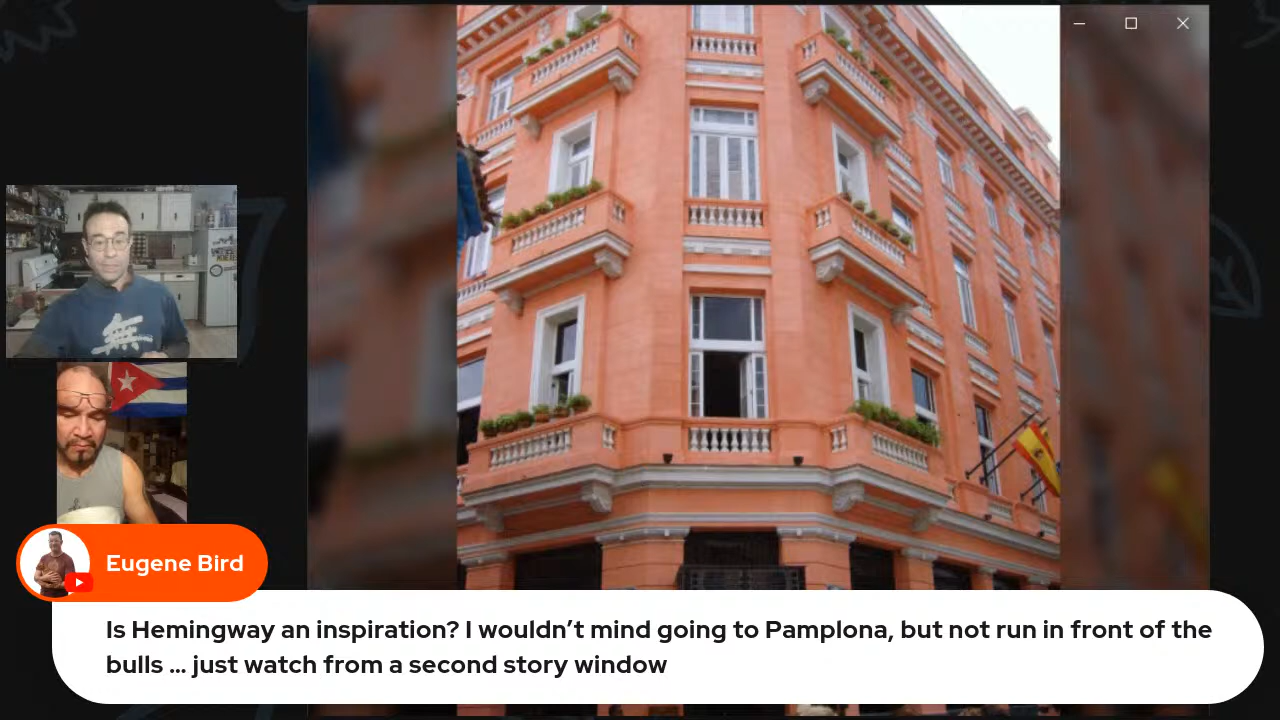 無
Eugene Bird
Is Hemingway an inspiration? I wouldn’t mind going to Pamplona, but not run in front of the
bulls ... just watch from a second story window